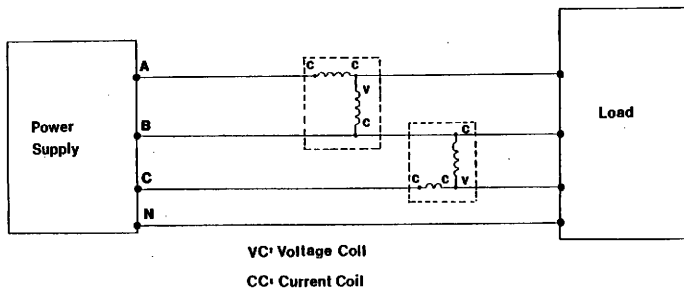 A
C C
V
Power
Supply
B
C
C
Load
C
C C V
N
VC: Voltage Coil
CC: Current Coil